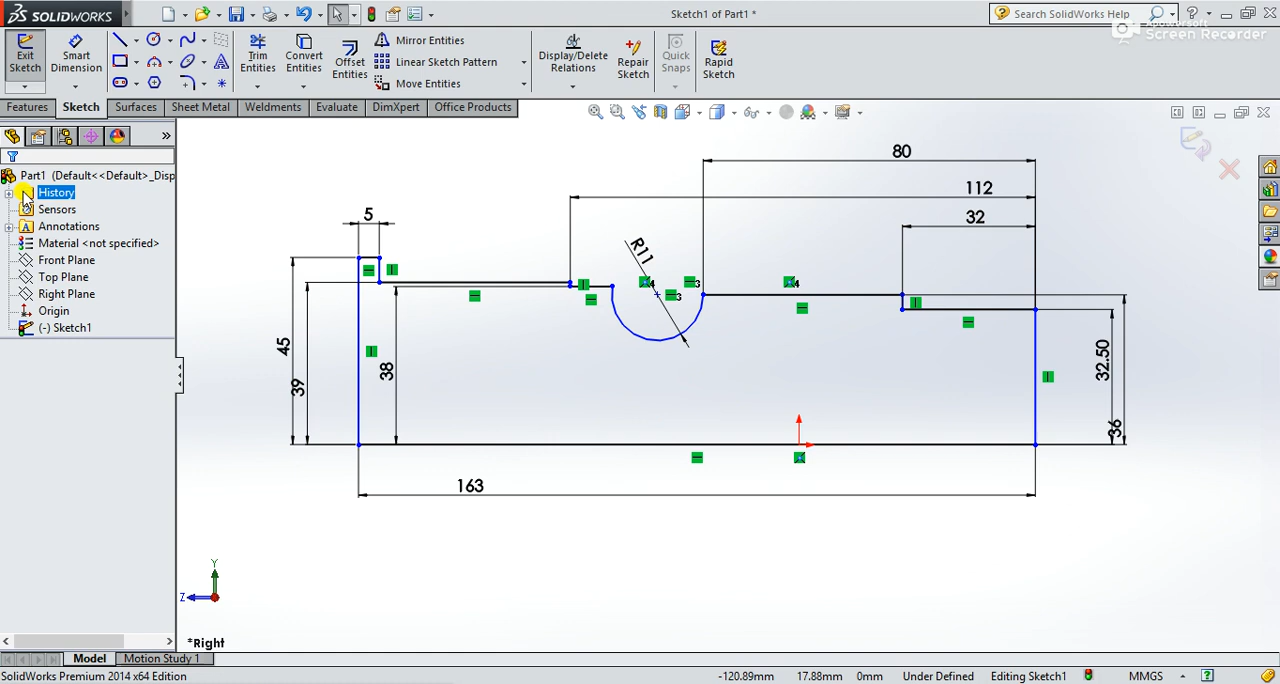 SOLIDWORKS
Sketch1 of Part1 *
Search SolidWorks Help
Apowersoft
Screen Recorder
Exit Sketch
Smart Dimension
Trim Entities
Convert Entities
Offset Entities
Mirror Entities
Linear Sketch Pattern
Move Entities
Display/Delete Relations
Repair Sketch
Quick Snaps
Rapid Sketch
Features
Sketch
Surfaces
Sheet Metal
Weldments
Evaluate
DimXpert
Office Products
Part1 (Default<<Default>_Disp
History
Sensors
Annotations
Material <not specified>
Front Plane
Top Plane
Right Plane
Origin
(-) Sketch1
80
112
32
5
R11
4
3
3
4
45
39
38
32.50
36
163
Y
Z
*Right
Model
Motion Study 1
SolidWorks Premium 2014 x64 Edition
-120.89mm
17.88mm
0mm
Under Defined
Editing Sketch1
MMGS